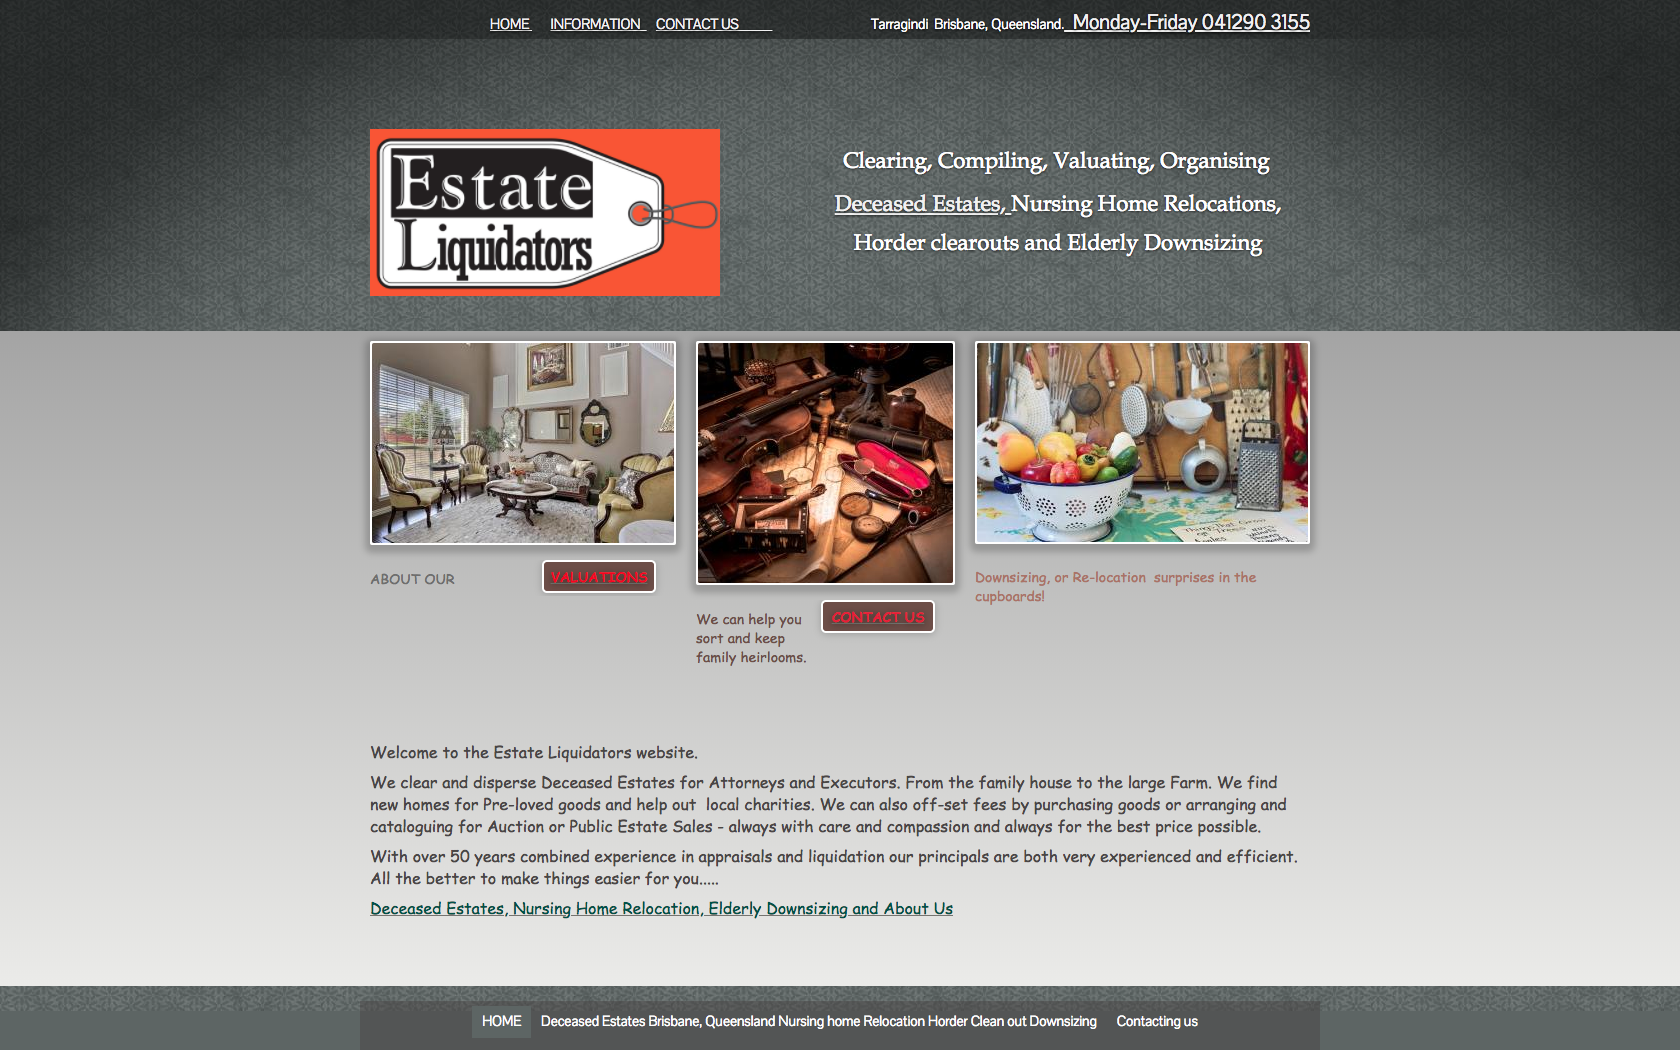 HOME INFORMATION CONTACT US Tarragindi Brisbane, Queensland. Monday-Friday 041290 3155
Estate
Liquidators
Clearing, Compiling, Valuating, Organising
Deceased Estates, Nursing Home Relocations,
Horder clearouts and Elderly Downsizing
ABOUT OUR VALUATIONS
We can help you
sort and keep
family heirlooms.
CONTACT US
Downsizing, or Re-location surprises in the
cupboards!
Welcome to the Estate Liquidators website.
We clear and disperse Deceased Estates for Attorneys and Executors. From the family house to the large Farm. We find
new homes for Pre-loved goods and help out local charities. We can also off-set fees by purchasing goods or arranging and
cataloguing for Auction or Public Estate Sales - always with care and compassion and always for the best price possible.
With over 50 years combined experience in appraisals and liquidation our principals are both very experienced and efficient.
All the better to make things easier for you.....
Deceased Estates, Nursing Home Relocation, Elderly Downsizing and About Us
HOME Deceased Estates Brisbane, Queensland Nursing home Relocation Horder Clean out Downsizing Contacting us